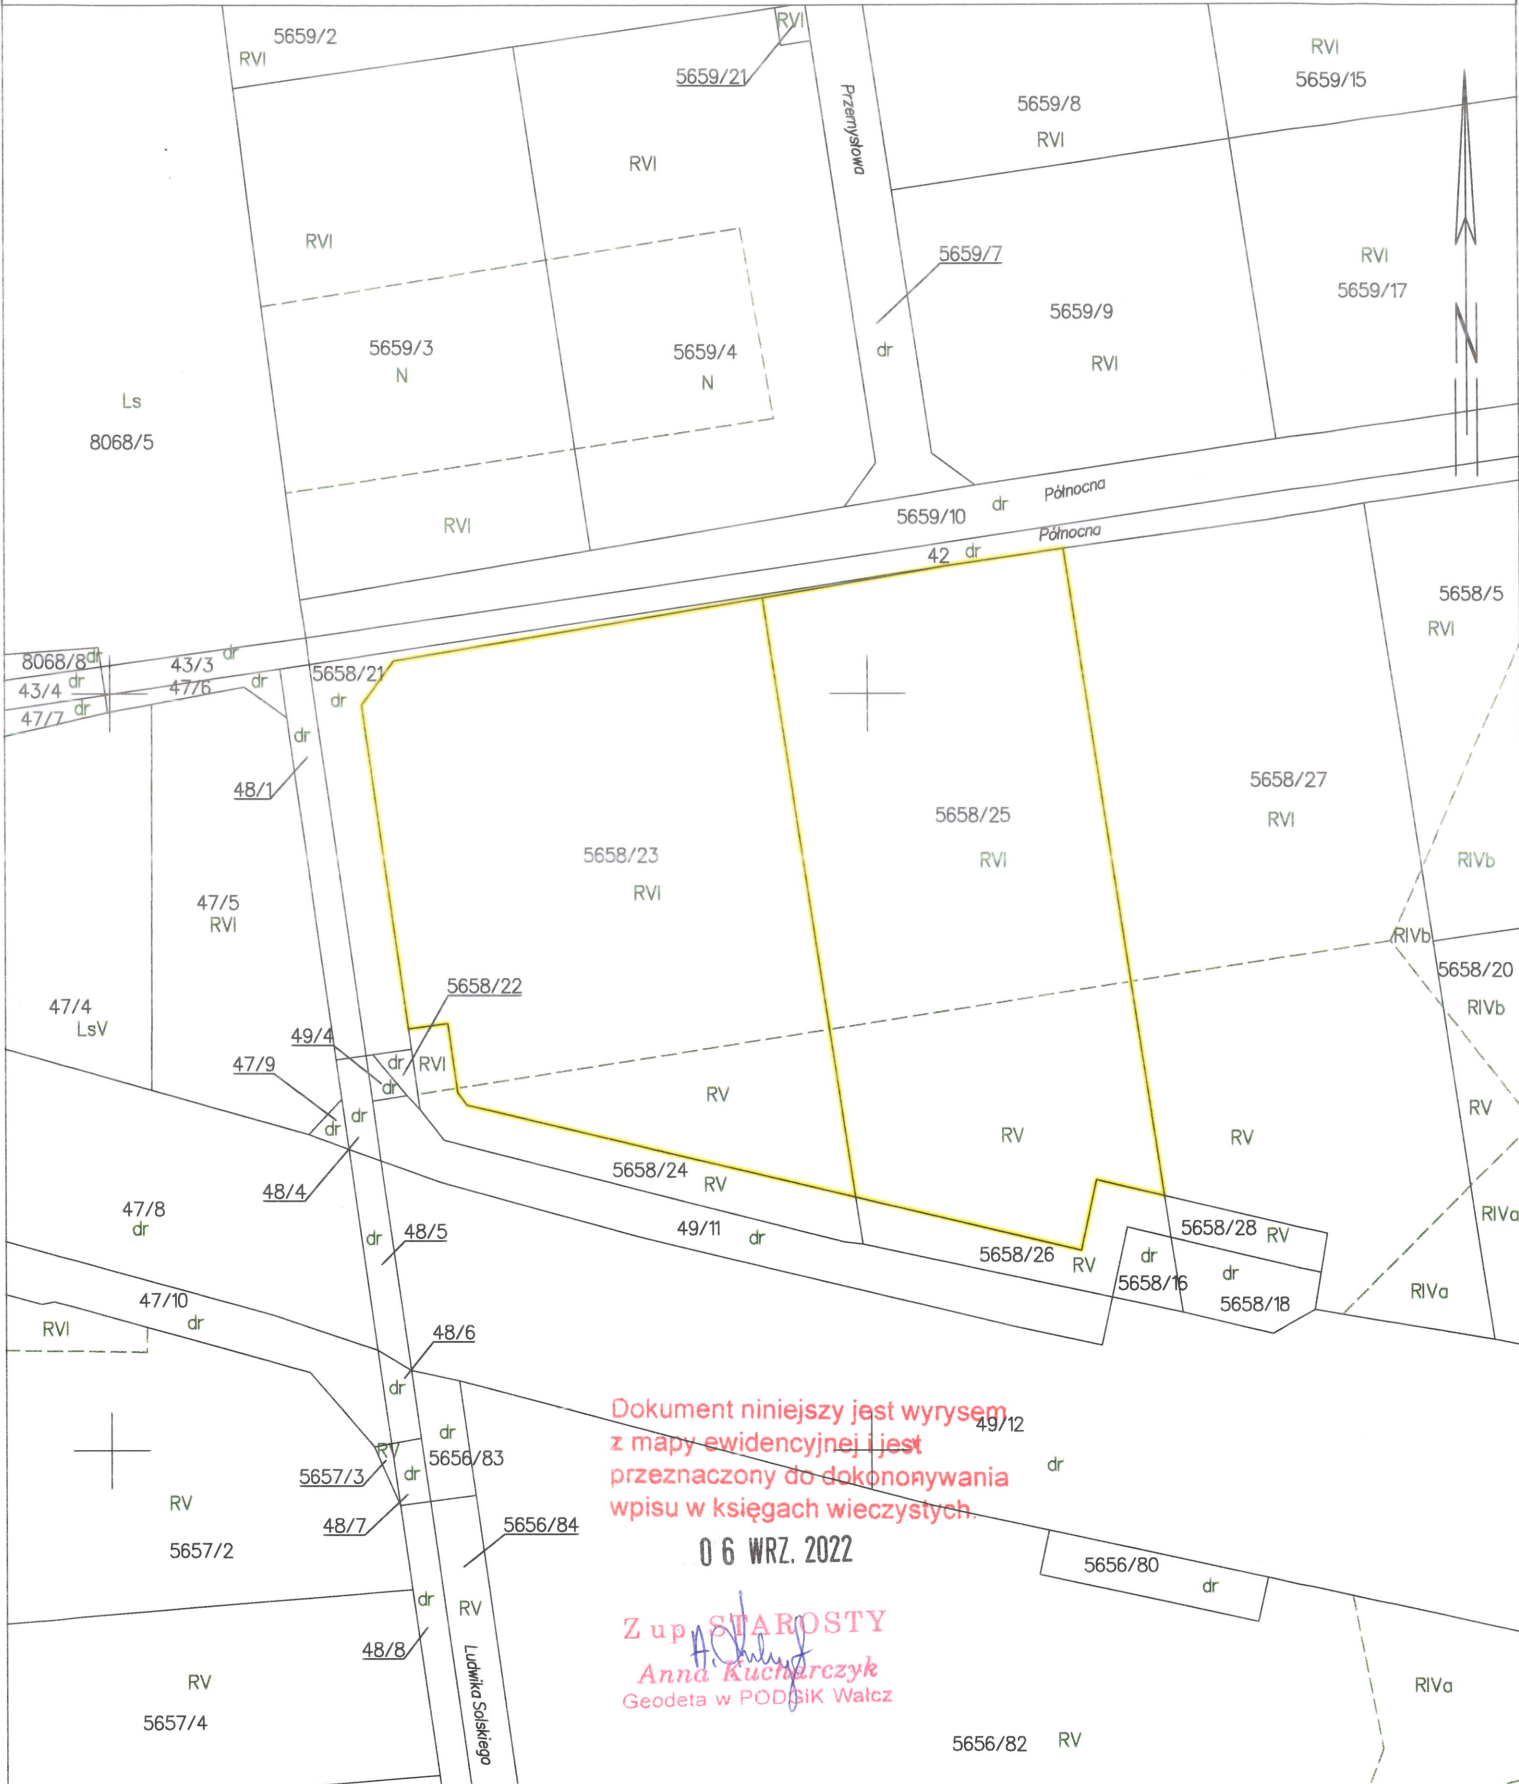 5659/2
RVI
RVI
5659/21
Przemysłowa
RVI
5659/15
5659/8
RVI
RVI
RVI
5659/7
RVI
5659/17
5659/9
RVI
dr
5659/3
N
5659/4
N
Ls
8068/5
RVI
5659/10
dr
Północna
42
dr
Północna
5658/5
RVI
8068/8
dr
43/3
dr
43/4
dr
47/6
dr
47/7
dr
5658/21
dr
dr
48/1
5658/27
RVI
5658/25
RVI
5658/23
RVI
RIVb
47/5
RVI
RIVb
5658/20
RIVb
5658/22
47/4
LsV
49/4
47/9
dr
RVI
dr
dr
dr
RV
RV
RV
RV
48/4
5658/24
RV
47/8
dr
dr
48/5
49/11
dr
5658/26
RV
5658/28
RV
dr
5658/16
dr
5658/18
RIVa
RIVa
47/10
dr
RVI
48/6
dr
dr
5656/83
RV
5657/3
dr
48/7
Dokument niniejszy jest wyrysem
z mapy ewidencyjnej i jest
przeznaczony do dokononywania
wpisu w księgach wieczystych.
49/12
dr
RV
5657/2
5656/84
06 WRZ. 2022
5656/80
dr
dr
RV
48/8
Ludwika Solskiego
Z up. STAROSTY
Anna Kucharczyk
Geodeta w PODGiK Wałcz
RV
5657/4
RIVa
5656/82
RV
N